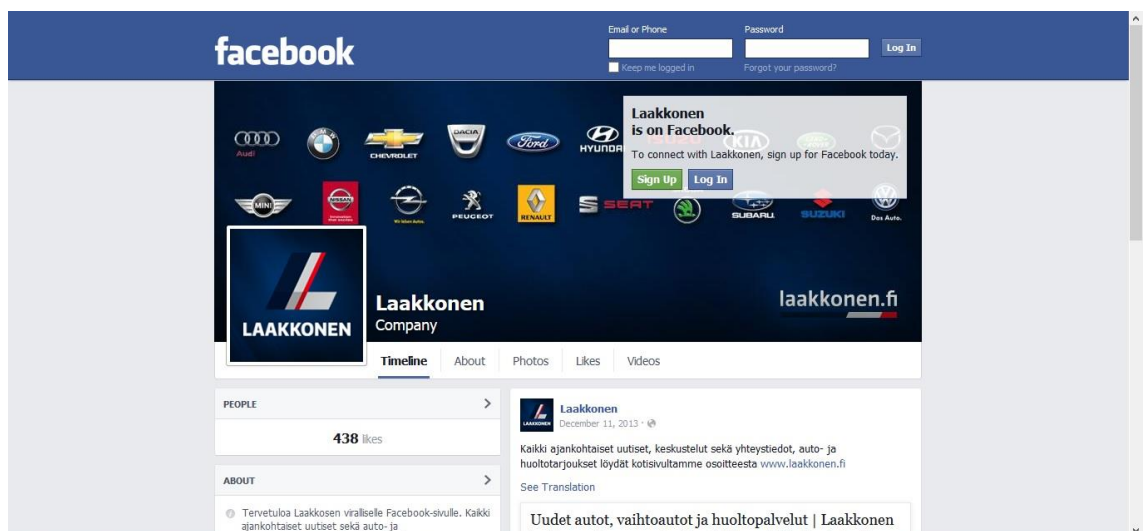 facebook
Email or Phone
Password
Log In
Keep me logged in
Forgot your password?
Laakkonen
is on Facebook.
To connect with Laakkonen, sign up for Facebook today.
Sign Up Log In
Audi
CHEVROLET
DACIA
Ford
HYUNDAI
KIA
MINI
NISSAN
PEUGEOT
RENAULT
SEAT
SUBARU
SUZUKI
Das Auto.
LAAKKONEN
Laakkonen
Company
laakkonen.fi
Timeline About Photos Likes Videos
PEOPLE
438 likes
ABOUT
Tervetuloa Laakkosen viralliselle Facebook-sivulle. Kaikki
ajankohtaiset uutiset sekä auto- ja
LAAKKONEN
Laakkonen
December 11, 2013 ·
Kaikki ajankohtaiset uutiset, keskustelut sekä yhteystiedot, auto- ja
huoltotarjoukset löydät kotisivultamme osoitteesta www.laakkonen.fi
See Translation
Uudet autot, vaihtoautot ja huoltopalvelut | Laakkonen